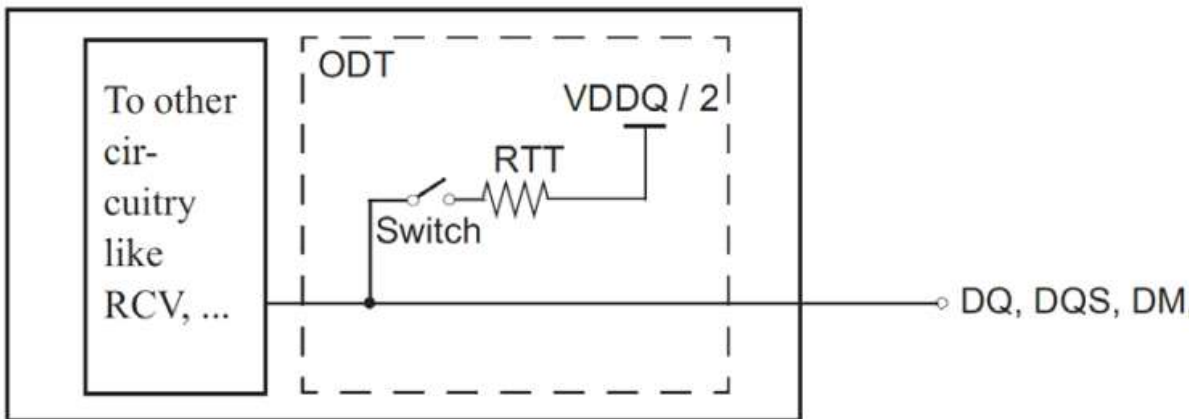 ODT
To other
cir-
cuitry
like
RCV, ...
VDDQ / 2
RTT
Switch
DQ, DQS, DM